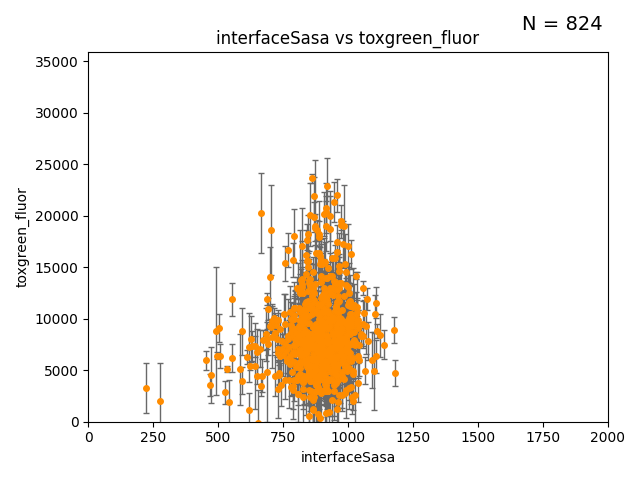 N = 824
interfaceSasa vs toxgreen_fluor
35000
30000
25000
20000
15000
10000
5000
0
toxgreen_fluor
0 250 500 750 1000 1250 1500 1750 2000
interfaceSasa